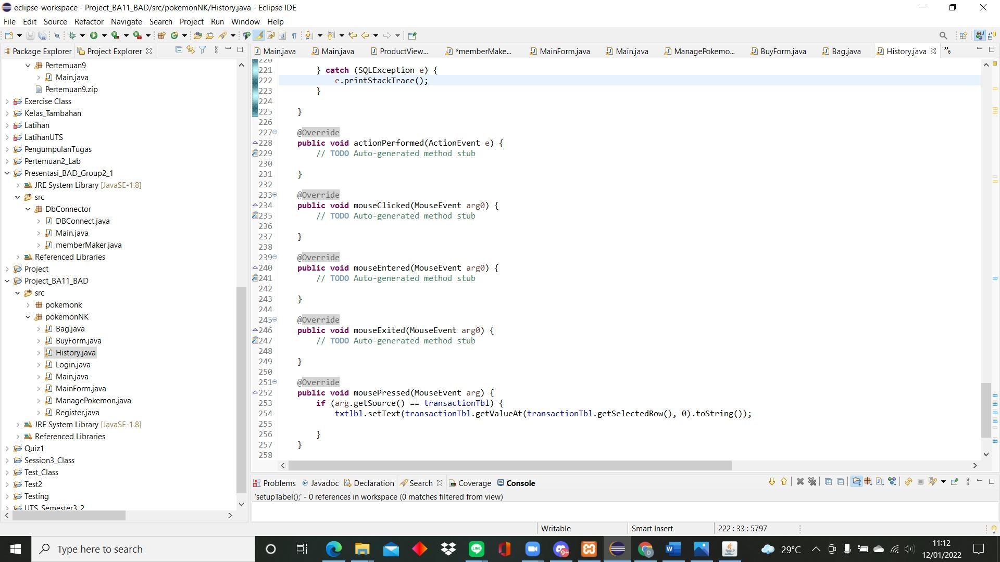 eclipse-workspace - Project_BA11_BAD/src/pokemonNK/History.java - Eclipse IDE
File Edit Source Refactor Navigate Search Project Run Window Help
Package Explorer Project Explorer
Main.java Main.java ProductView... *memberMake... MainForm.java Main.java ManagePokemo... BuyForm.java Bag.java History.java »6
Pertemuan9
Main.java
Pertemuan9.zip
Exercise Class
Kelas_Tambahan
Latihan
LatihanUTS
PengumpulanTugas
Pertemuan2_Lab
Presentasi_BAD_Group2_1
JRE System Library [JavaSE-1.8]
src
DbConnector
DBConnect.java
Main.java
memberMaker.java
Referenced Libraries
Project
Project_BA11_BAD
src
pokemonk
pokemonNK
Bag.java
BuyForm.java
History.java
Login.java
Main.java
MainForm.java
ManagePokemon.java
Register.java
JRE System Library [JavaSE-1.8]
Referenced Libraries
Quiz1
Session3_Class
Test_Class
Test2
Testing
UTS_Semester3_2
220
221 } catch (SQLException e) {
222 e.printStackTrace();
223 }
224
225 }
226
227 @Override
228 public void actionPerformed(ActionEvent e) {
229 // TODO Auto-generated method stub
230
231 }
232
233 @Override
234 public void mouseClicked(MouseEvent arg0) {
235 // TODO Auto-generated method stub
236
237 }
238
239 @Override
240 public void mouseEntered(MouseEvent arg0) {
241 // TODO Auto-generated method stub
242
243 }
244
245 @Override
246 public void mouseExited(MouseEvent arg0) {
247 // TODO Auto-generated method stub
248
249 }
250
251 @Override
252 public void mousePressed(MouseEvent arg) {
253 if (arg.getSource() == transactionTbl) {
254 txtlbl.setText(transactionTbl.getValueAt(transactionTbl.getSelectedRow(), 0).toString());
255
256 }
257 }
258
Problems @ Javadoc Declaration Search Coverage Console
'setupTabel();' - 0 references in workspace (0 matches filtered from view)
Writable Smart Insert 222 : 33 : 5797
Type here to search
LINE
9+
D
29°C
11:12
12/01/2022